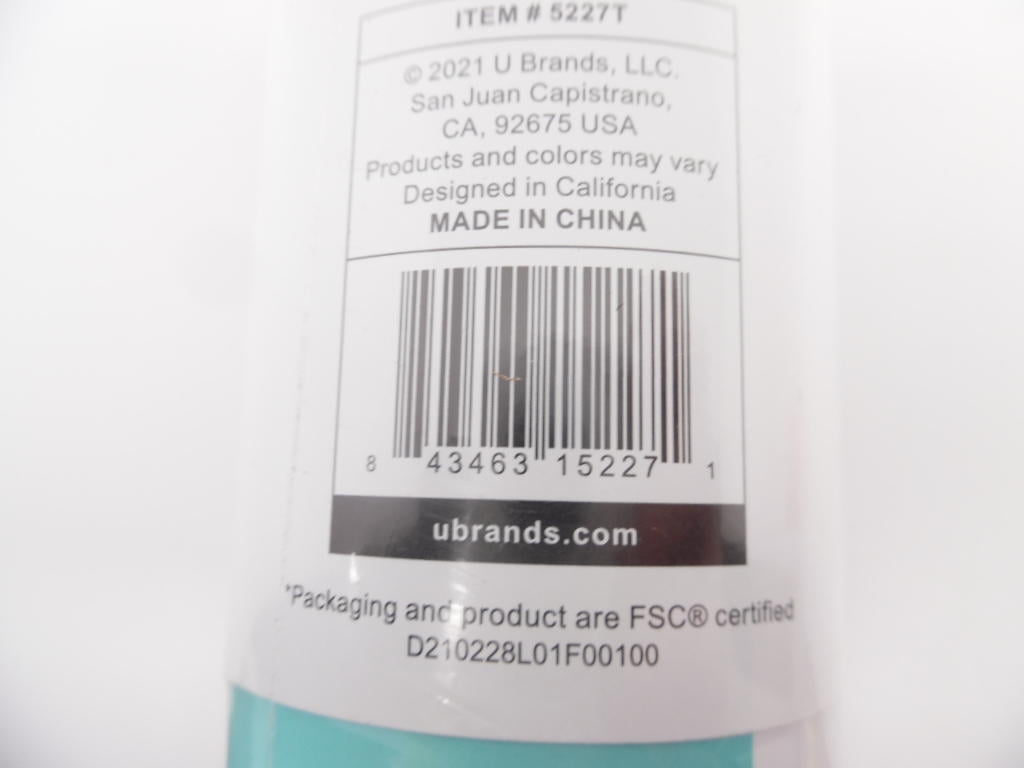 ITEM # 5227T
© 2021 U Brands, LLC.
San Juan Capistrano,
CA, 92675 USA
Products and colors may vary
Designed in California
MADE IN CHINA
8 43463 15227 1
ubrands.com
*Packaging and product are FSC® certified
D210228L01F00100